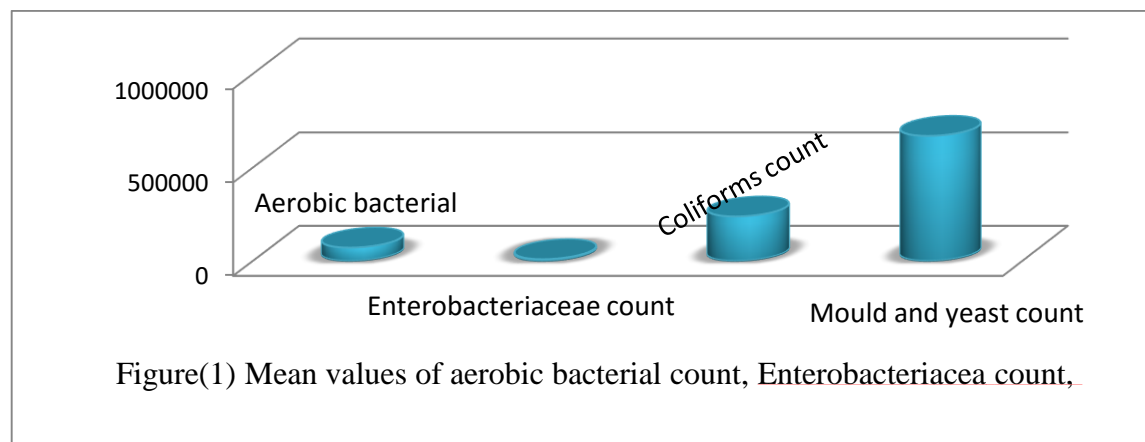 1000000
500000
0
Aerobic bacterial
Enterobacteriaceae count
Coliforms count
Mould and yeast count
Figure(1) Mean values of aerobic bacterial count, Enterobacteriacea count,